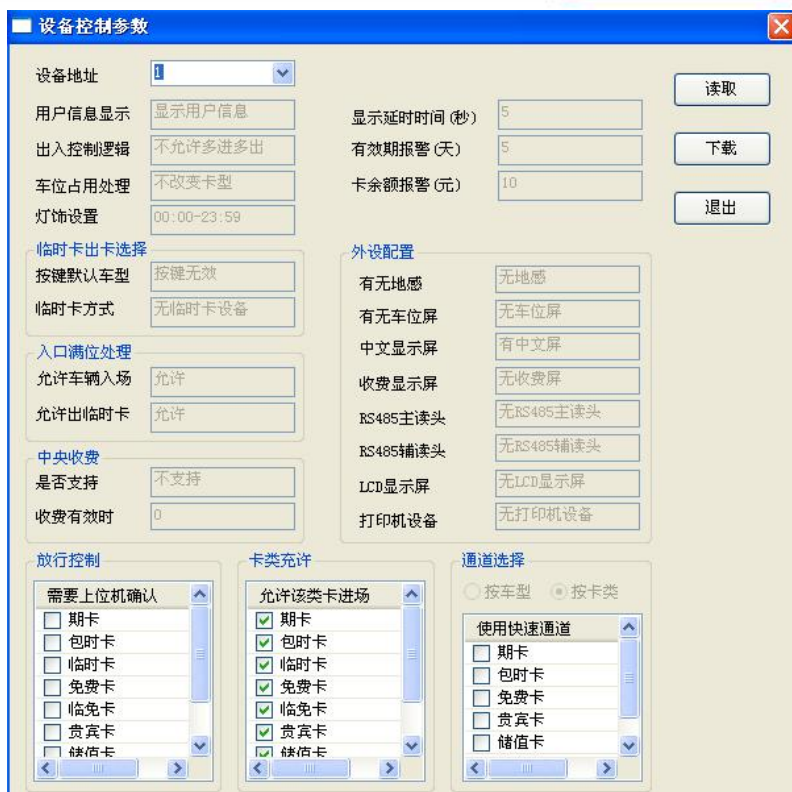 设备控制参数
设备地址 1
用户信息显示 显示用户信息
出入控制逻辑 不允许多进多出
车位占用处理 不改变卡型
灯饰设置 00:00-23:59
显示延时时间(秒) 5
有效期报警(天) 5
卡余额报警(元) 10
读取
下载
退出
临时卡出卡选择
按键默认车型 按键无效
临时卡方式 无临时卡设备
入口满位处理
允许车辆入场 允许
允许出临时卡 允许
中央收费
是否支持 不支持
收费有效时 0
外设配置
有无地感 无地感
有无车位屏 无车位屏
中文显示屏 有中文屏
收费显示屏 无收费屏
RS485主读头 无RS485主读头
RS485辅读头 无RS485辅读头
LCD显示屏 无LCD显示屏
打印机设备 无打印机设备
放行控制
需要上位机确认
期卡
包时卡
临时卡
免费卡
临免卡
贵宾卡
储值卡
卡类充许
允许该类卡进场
期卡
包时卡
临时卡
免费卡
临免卡
贵宾卡
储值卡
通道选择
按车型 按卡类
使用快速通道
期卡
包时卡
免费卡
贵宾卡
储值卡